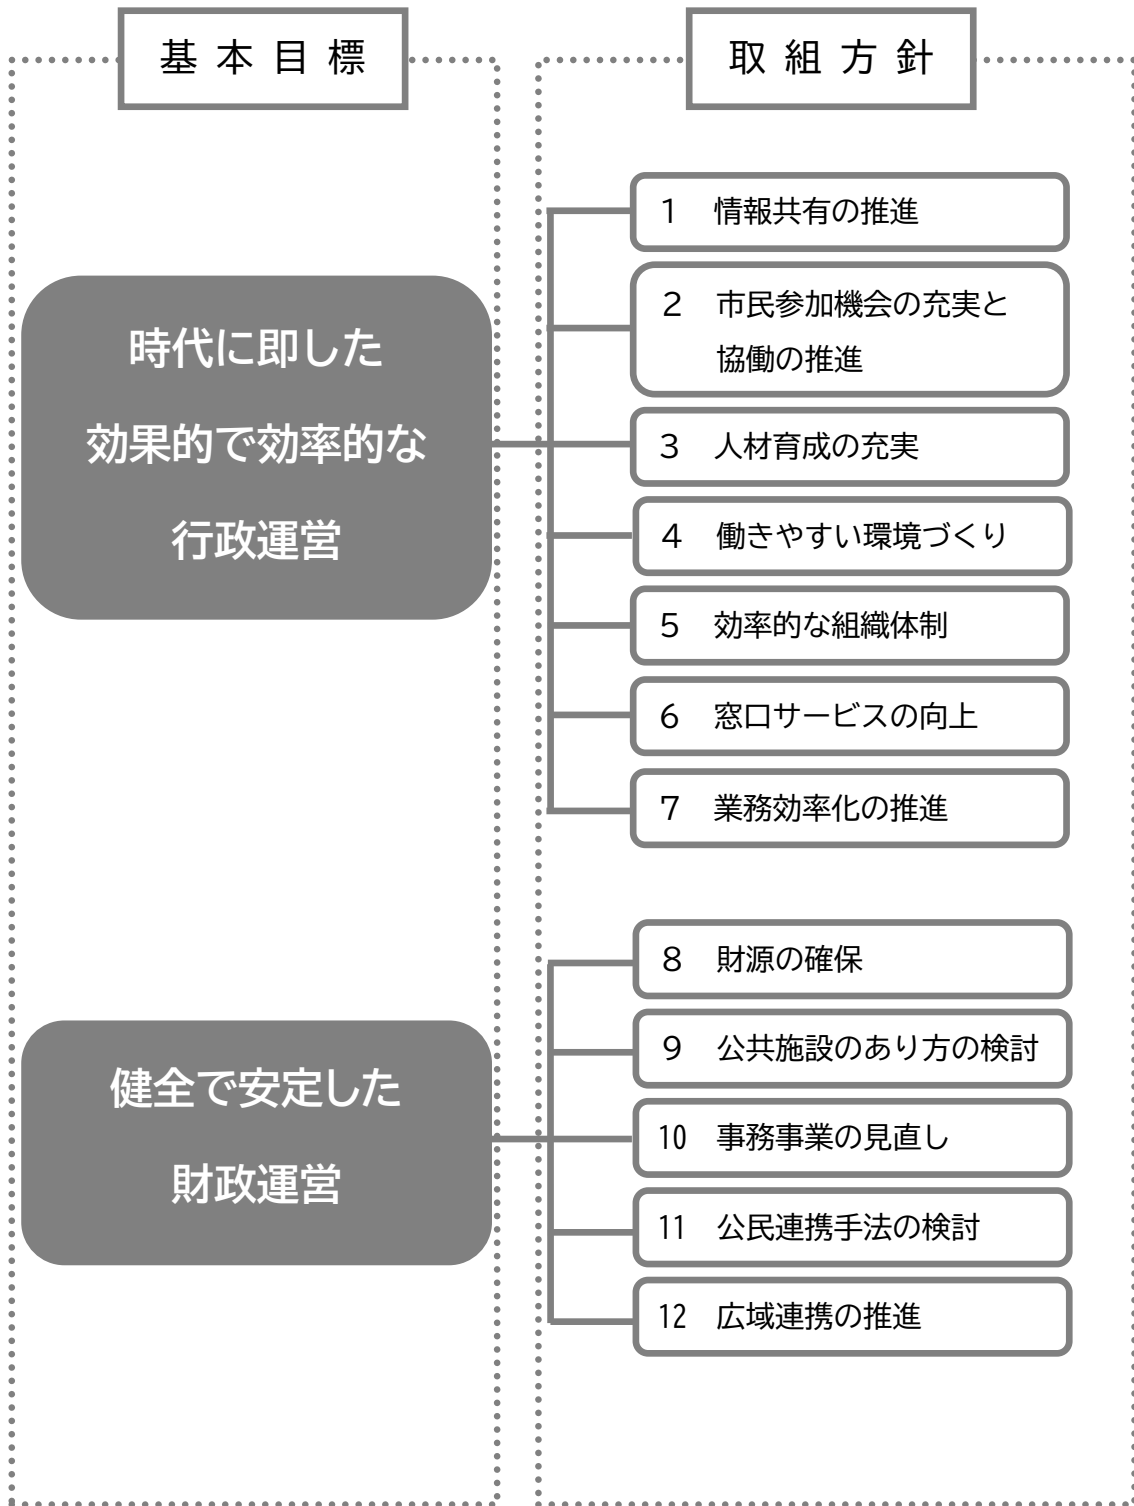 基本目標
取組方針
時代に即した
効果的で効率的な
行政運営
1 情報共有の推進
2 市民参加機会の充実と
協働の推進
3 人材育成の充実
4 働きやすい環境づくり
5 効率的な組織体制
6 窓口サービスの向上
7 業務効率化の推進
健全で安定した
財政運営
8 財源の確保
9 公共施設のあり方の検討
10 事務事業の見直し
11 公民連携手法の検討
12 広域連携の推進